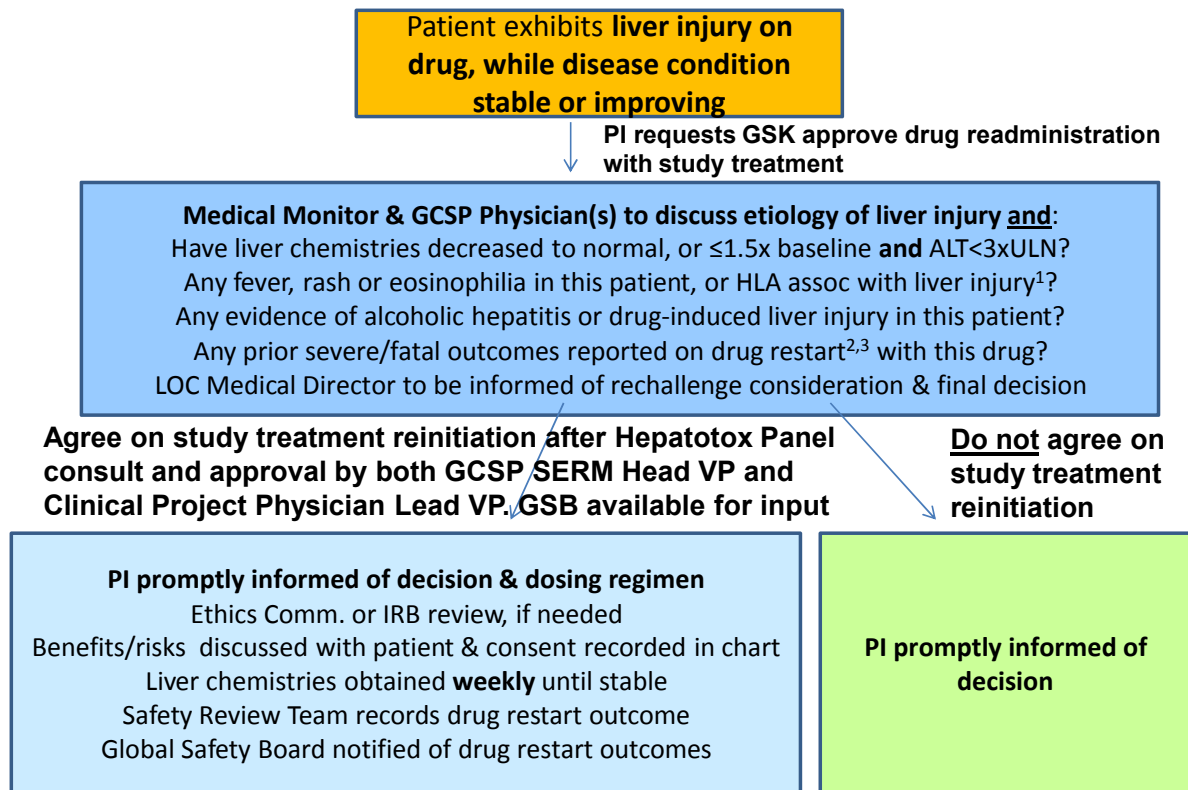 Patient exhibits liver injury on
drug, while disease condition
stable or improving
PI requests GSK approve drug readministration
with study treatment
Medical Monitor & GCSP Physician(s) to discuss etiology of liver injury and:
Have liver chemistries decreased to normal, or ≤1.5x baseline and ALT<3xULN?
Any fever, rash or eosinophilia in this patient, or HLA assoc with liver injury¹?
Any evidence of alcoholic hepatitis or drug-induced liver injury in this patient?
Any prior severe/fatal outcomes reported on drug restart²,³ with this drug?
LOC Medical Director to be informed of rechallenge consideration & final decision
Agree on study treatment reinitiation after Hepatotox Panel
consult and approval by both GCSP SERM Head VP and
Clinical Project Physician Lead VP. GSB available for input
Do not agree on
study treatment
reinitiation
PI promptly informed of decision & dosing regimen
Ethics Comm. or IRB review, if needed
Benefits/risks discussed with patient & consent recorded in chart
Liver chemistries obtained weekly until stable
Safety Review Team records drug restart outcome
Global Safety Board notified of drug restart outcomes
PI promptly informed of
decision